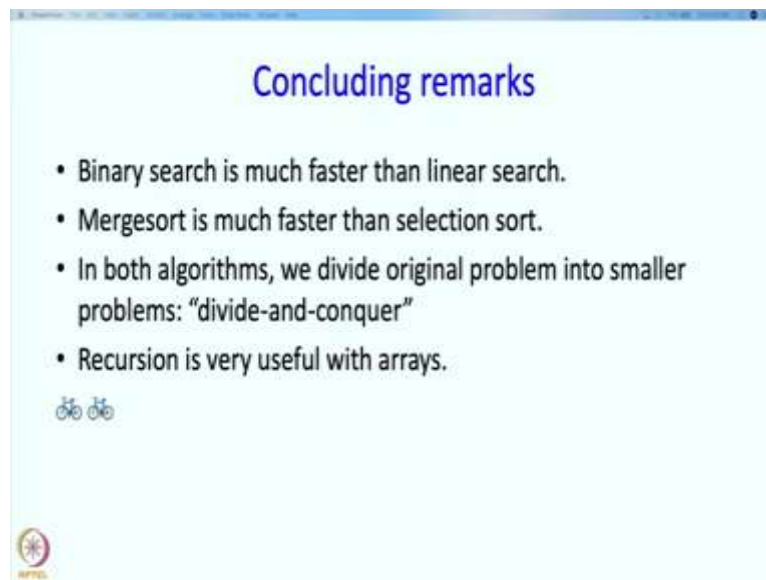 Concluding remarks
• Binary search is much faster than linear search.
• Mergesort is much faster than selection sort.
• In both algorithms, we divide original problem into smaller
problems: “divide-and-conquer”
• Recursion is very useful with arrays.
NPTEL